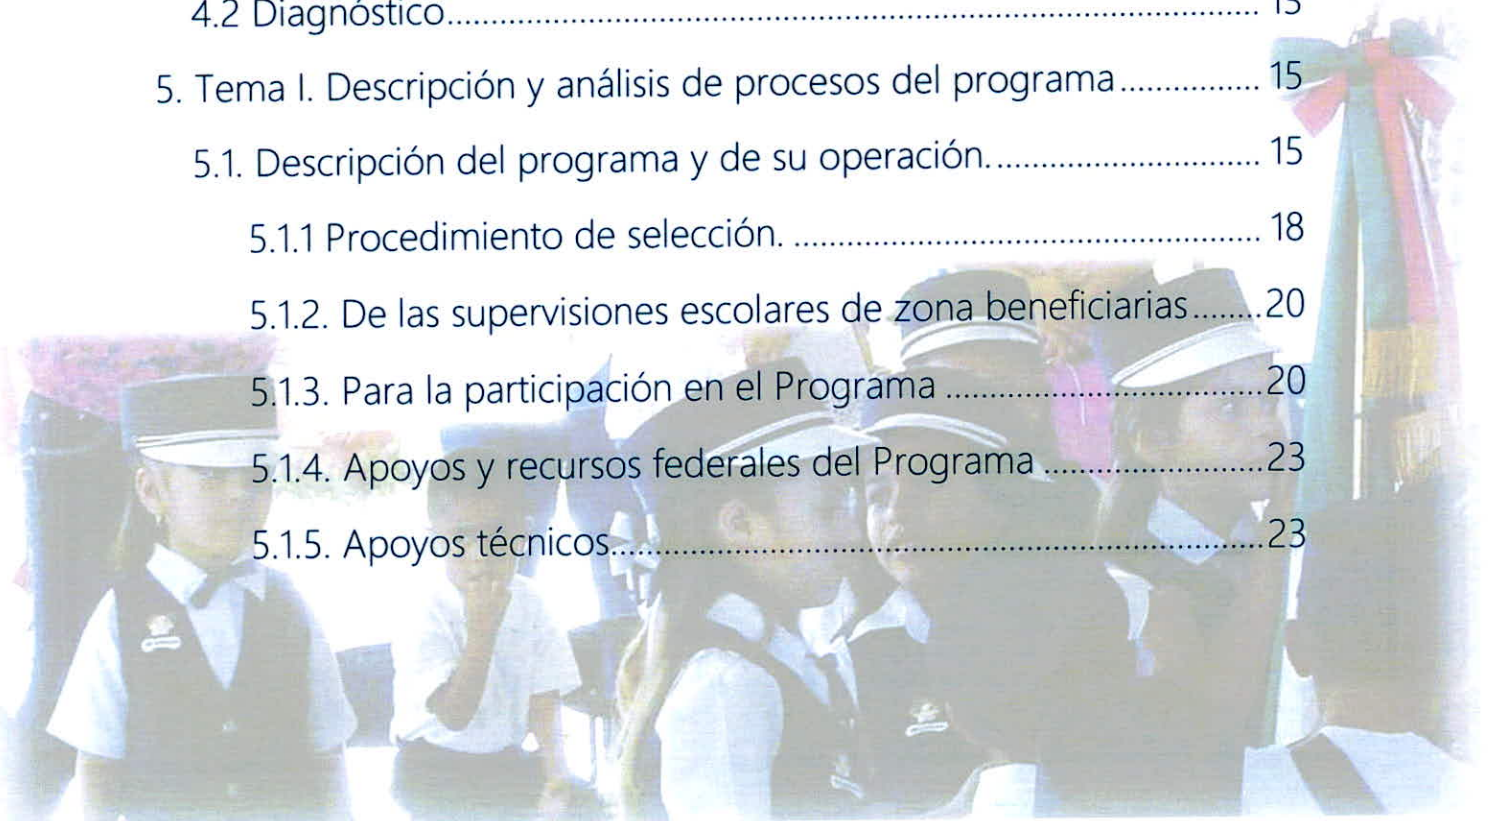 4.2 Diagnóstico.................................................................................... 13
5. Tema I. Descripción y análisis de procesos del programa................ 15
5.1. Descripción del programa y de su operación............................. 15
5.1.1 Procedimiento de selección. ................................................ 18
5.1.2. De las supervisiones escolares de zona beneficiarias........20
5.1.3. Para la participación en el Programa .................................20
5.1.4. Apoyos y recursos federales del Programa .......................23
5.1.5. Apoyos técnicos....................................................................23